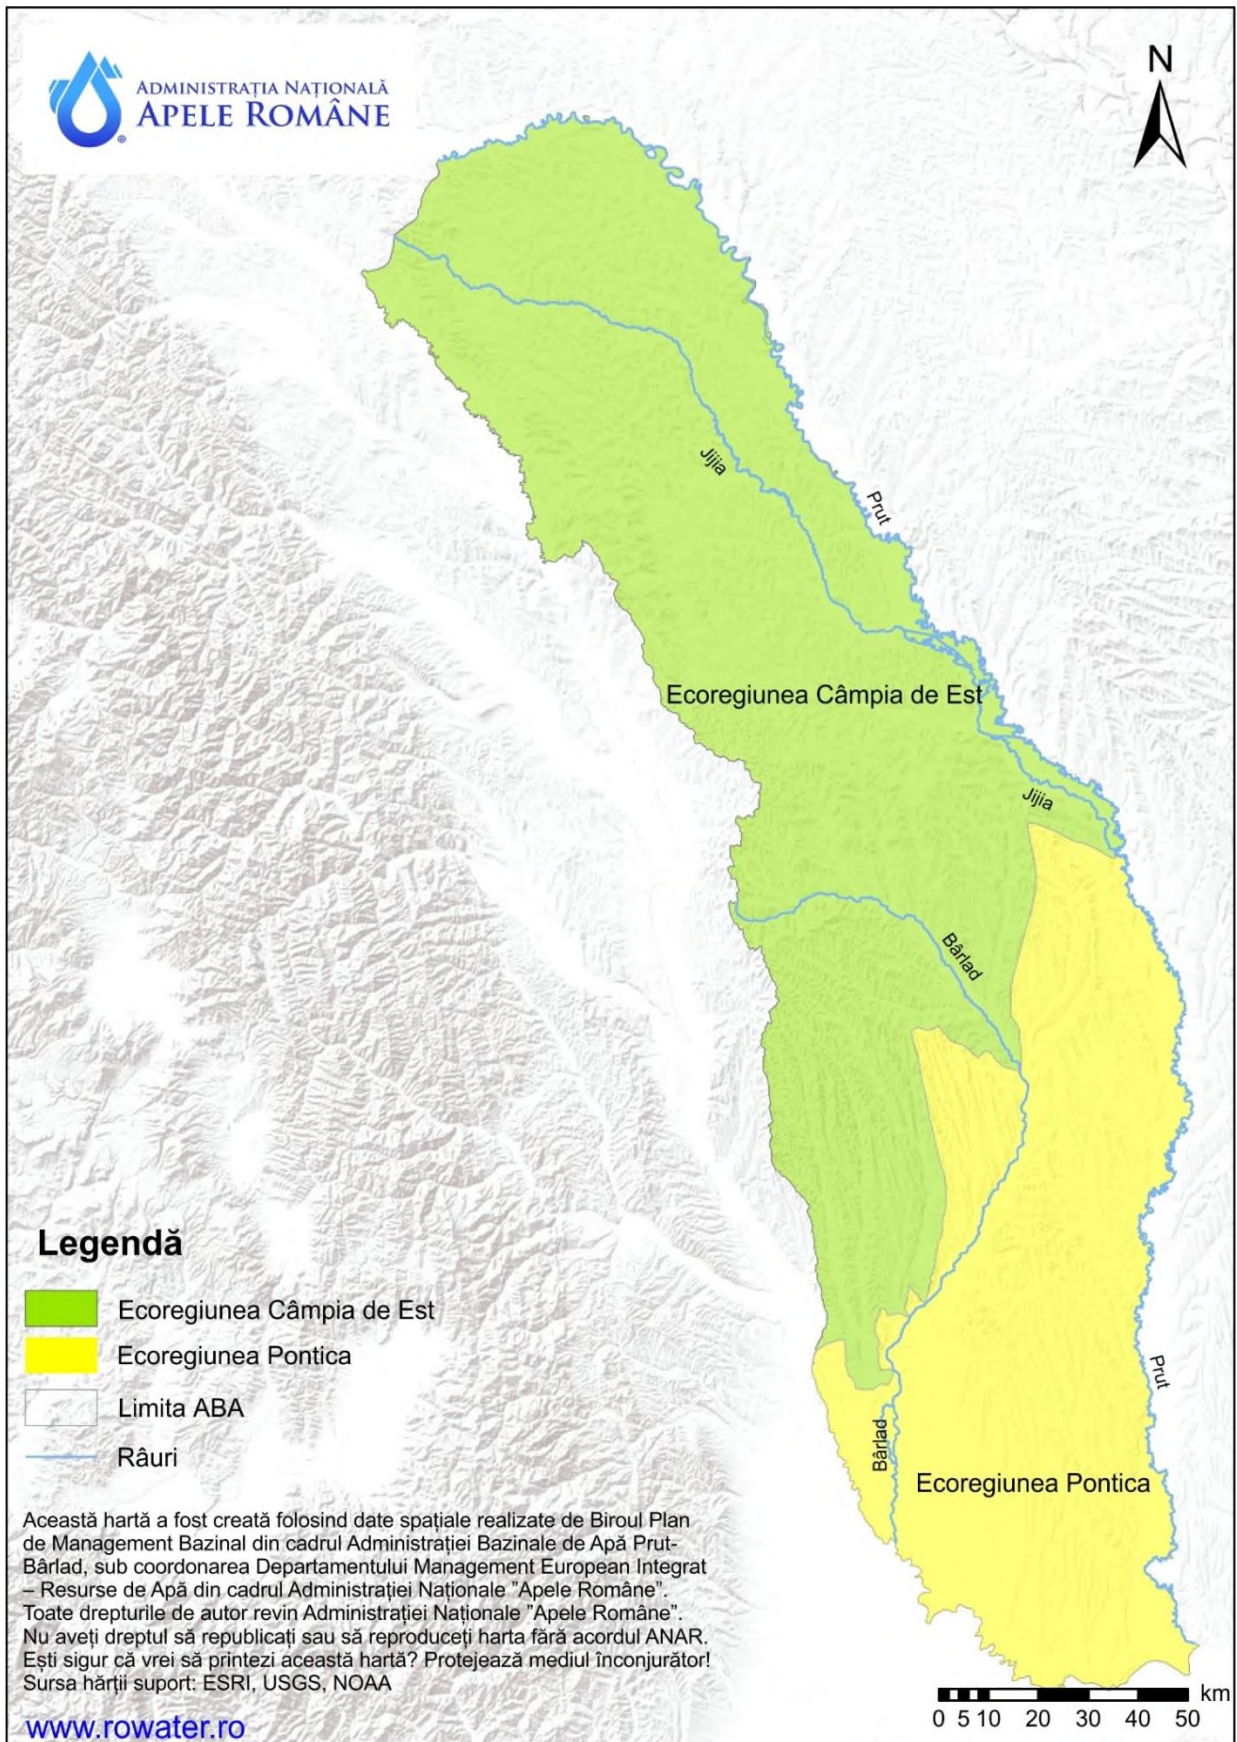 ADMINISTRAȚIA NAȚIONALĂ
APELE ROMÂNE
®
N
Jijia
Prut
Ecoregiunea Câmpia de Est
Jijia
Bârlad
Prut
Bârlad
Ecoregiunea Pontica
Legendă
Ecoregiunea Câmpia de Est
Ecoregiunea Pontica
Limita ABA
Râuri
Această hartă a fost creată folosind date spațiale realizate de Biroul Plan
de Management Bazinal din cadrul Administrației Bazinale de Apă Prut-
Bârlad, sub coordonarea Departamentului Management European Integrat
– Resurse de Apă din cadrul Administrației Naționale ”Apele Române”.
Toate drepturile de autor revin Administrației Naționale ”Apele Române”.
Nu aveți dreptul să republicați sau să reproduceți harta fără acordul ANAR.
Ești sigur că vrei să printezi această hartă? Protejează mediul înconjurător!
Sursa hărții suport: ESRI, USGS, NOAA
www.rowater.ro
km
0 5 10 20 30 40 50